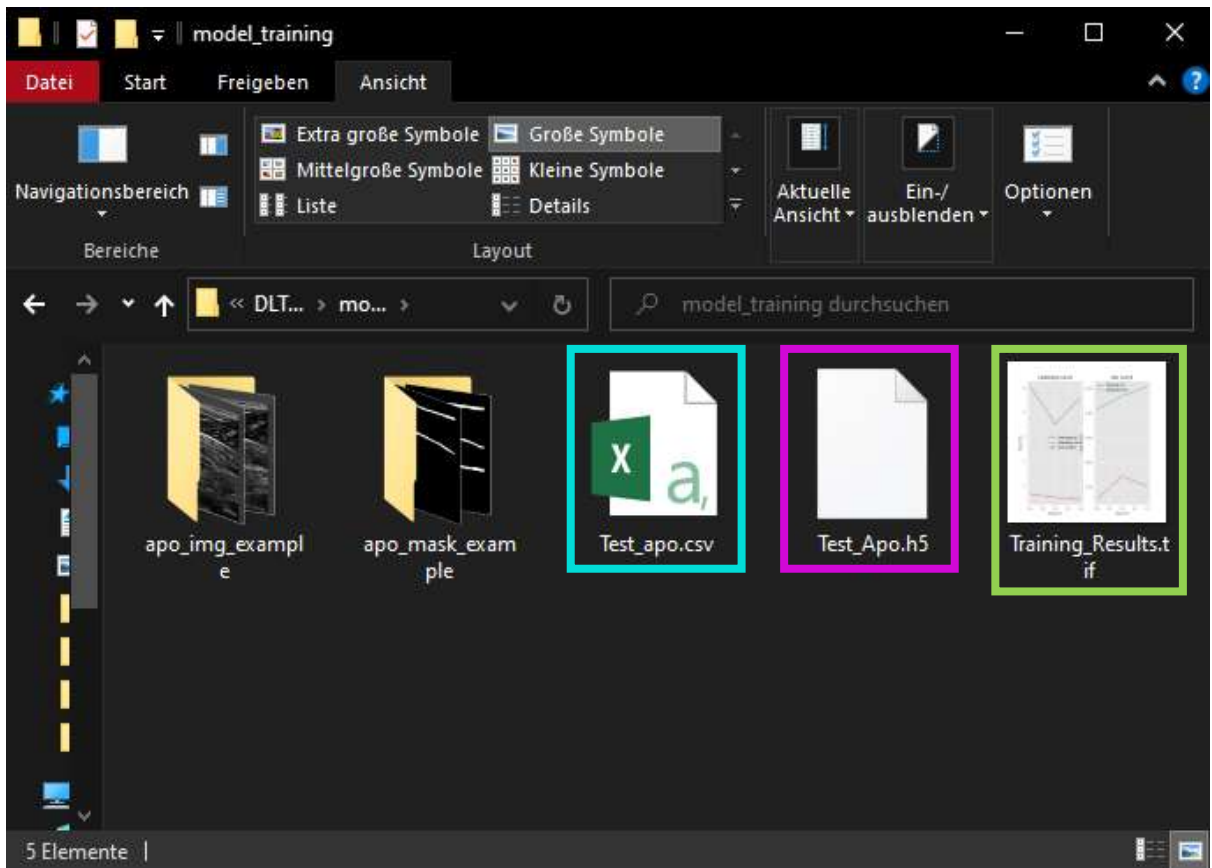 model_training
Datei Start Freigeben Ansicht
Extra große Symbole Große Symbole
Mittelgroße Symbole Kleine Symbole
Liste Details
Navigationsbereich
Aktuelle
Ansicht
Ein-/
ausblenden
Optionen
Bereiche
Layout
« DLT... › mo... ›
model_training durchsuchen
apo_img_exampl
e
apo_mask_exam
ple
Test_apo.csv
Test_Apo.h5
Training_Results.t
if
5 Elemente